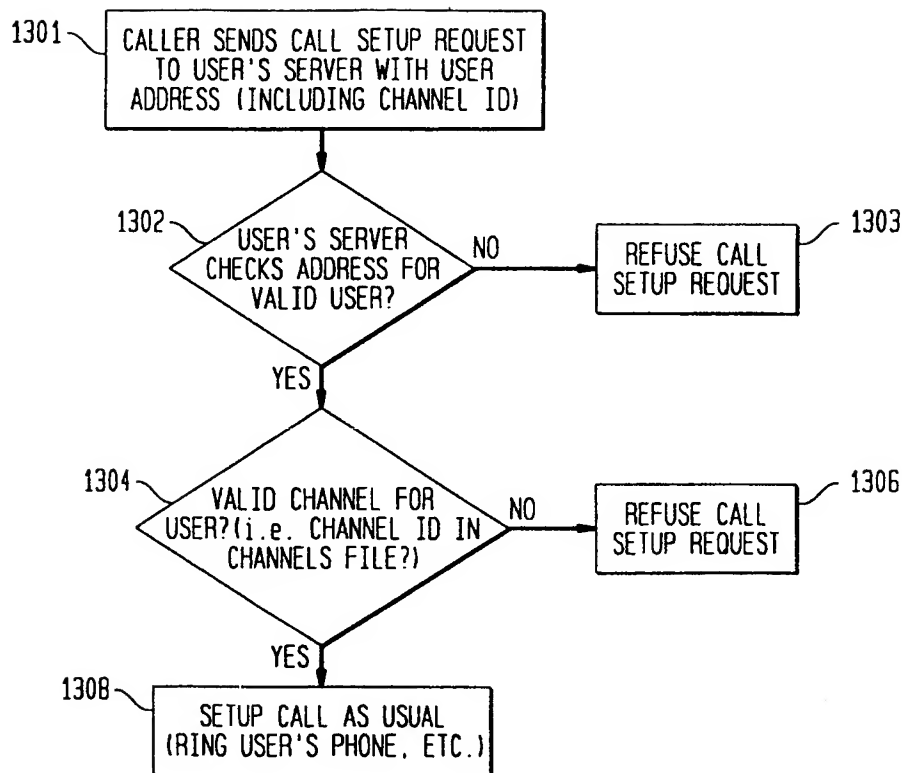 1301
CALLER SENDS CALL SETUP REQUEST
TO USER'S SERVER WITH USER
ADDRESS (INCLUDING CHANNEL ID)
1302
USER'S SERVER
CHECKS ADDRESS FOR
VALID USER?
NO
1303
REFUSE CALL
SETUP REQUEST
YES
1304
VALID CHANNEL FOR
USER?(i.e. CHANNEL ID IN
CHANNELS FILE?)
NO
1306
REFUSE CALL
SETUP REQUEST
YES
1308
SETUP CALL AS USUAL
(RING USER'S PHONE, ETC.)